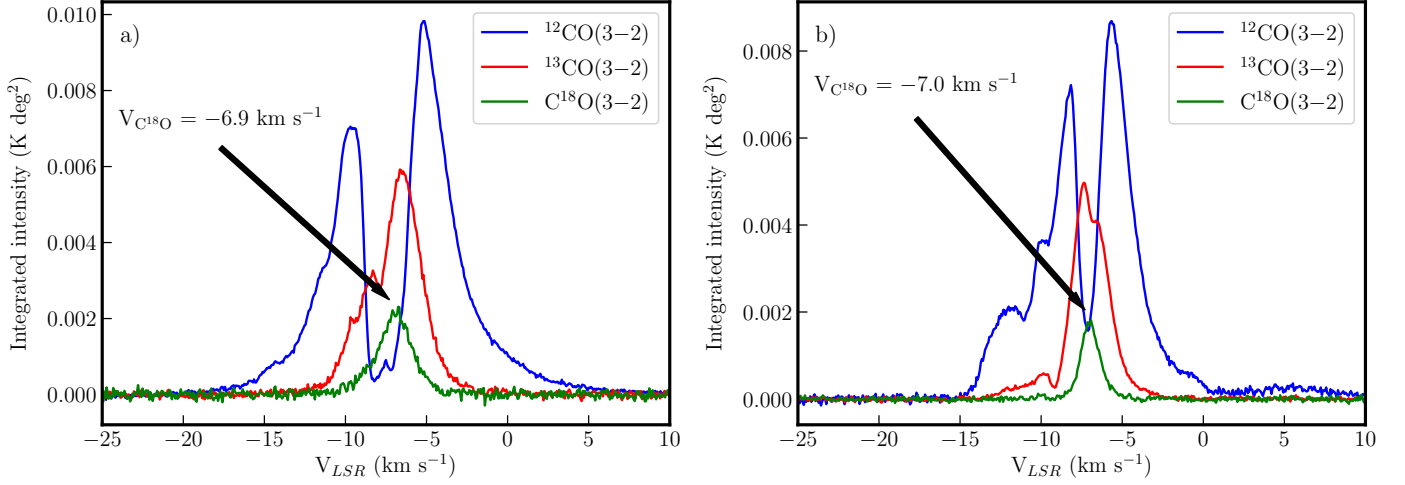 a)
¹²CO(3−2)
¹³CO(3−2)
C¹⁸O(3−2)
V_C¹⁸O = −6.9 km s⁻¹
Integrated intensity (K deg²)
0.010
0.008
0.006
0.004
0.002
0.000
−25 −20 −15 −10 −5 0 5 10
V_LSR (km s⁻¹)
b)
¹²CO(3−2)
¹³CO(3−2)
C¹⁸O(3−2)
V_C¹⁸O = −7.0 km s⁻¹
Integrated intensity (K deg²)
0.008
0.006
0.004
0.002
0.000
−25 −20 −15 −10 −5 0 5 10
V_LSR (km s⁻¹)